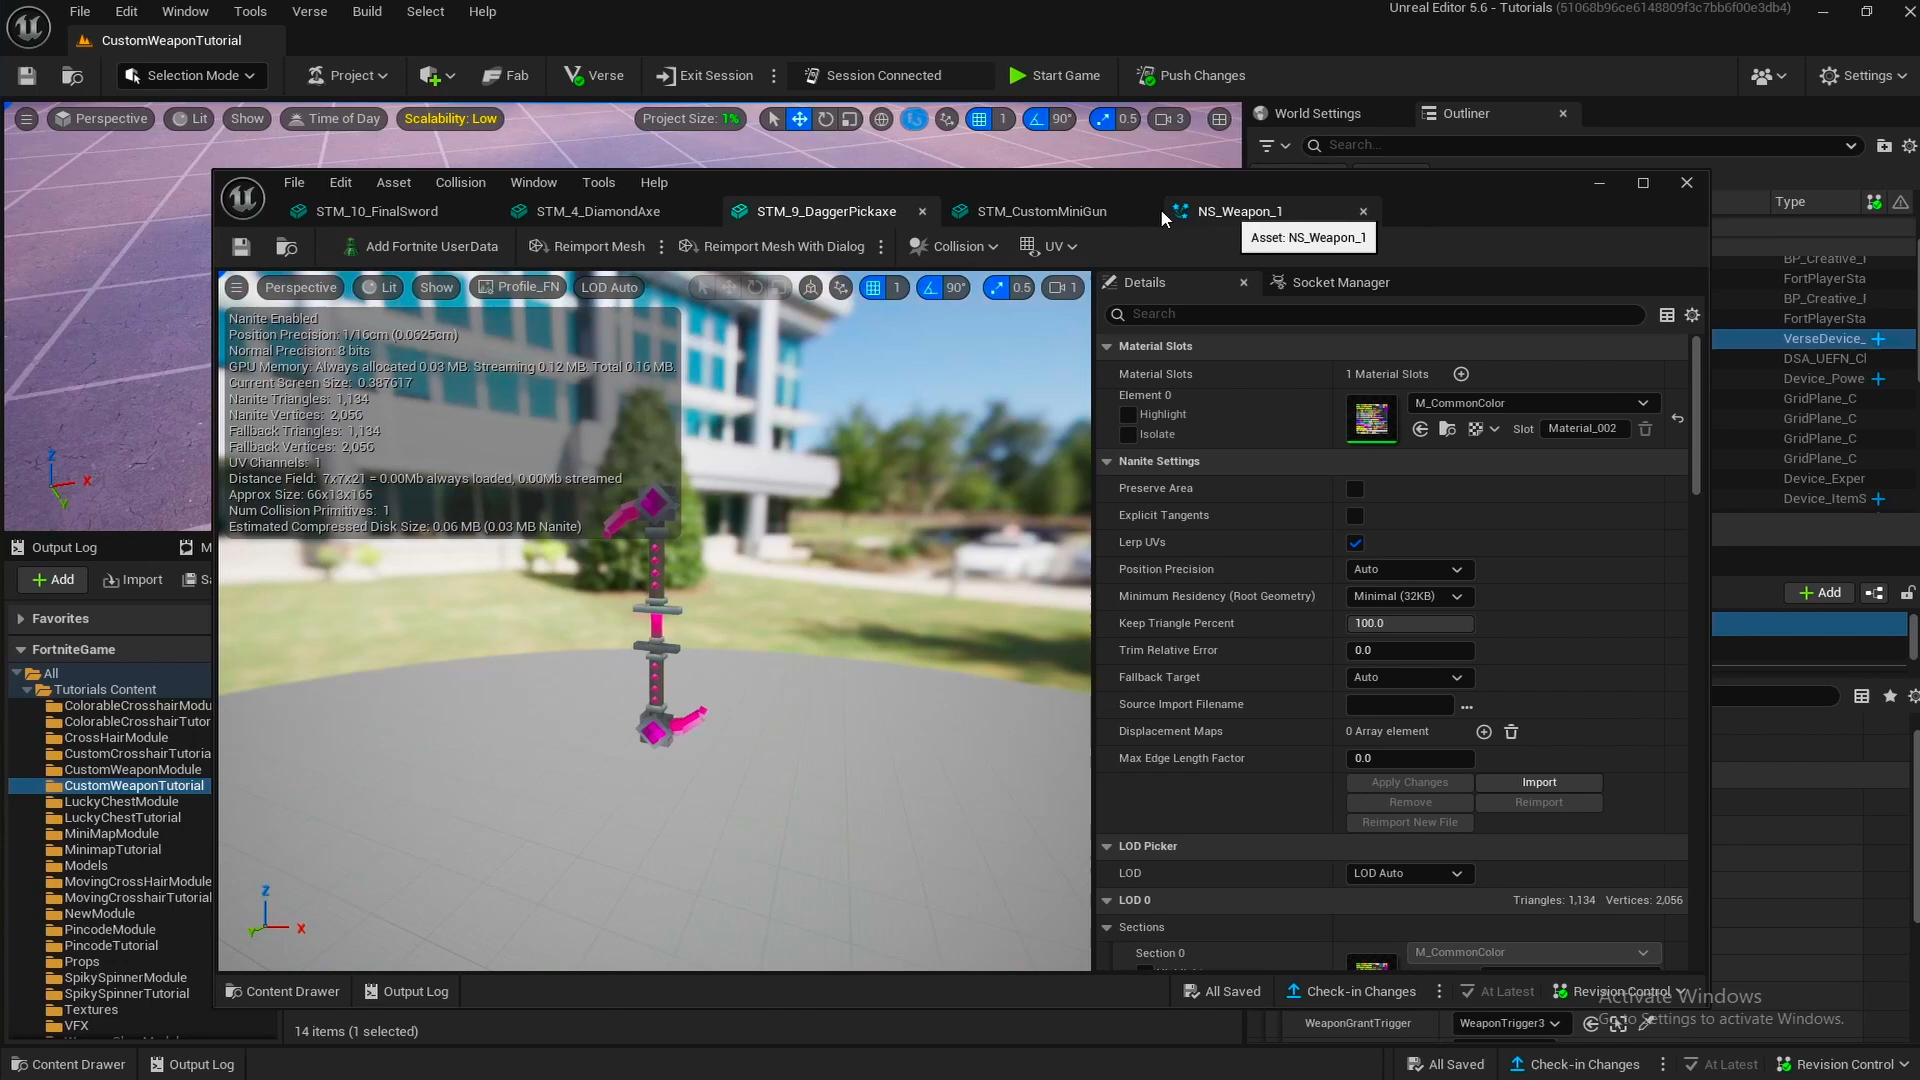 File Edit Window Tools Verse Build Select Help
Unreal Editor 5.6 - Tutorials (51068b96ce6148809f3c7bb6f00e3db4)
CustomWeaponTutorial
Selection Mode Project Fab Verse Exit Session Session Connected Start Game Push Changes Settings
Perspective Lit Show Time of Day Scalability: Low Project Size: 1% 1 90° 0.5 3
World Settings Outliner
Search...
Type
File Edit Asset Collision Window Tools Help
STM_10_FinalSword STM_4_DiamondAxe STM_9_DaggerPickaxe STM_CustomMiniGun NS_Weapon_1
Asset: NS_Weapon_1
Add Fortnite UserData Reimport Mesh Reimport Mesh With Dialog Collision UV
Perspective Lit Show Profile_FN LOD Auto 1 90° 0.5 1
Nanite Enabled
Position Precision: 1/16cm (0.0625cm)
Normal Precision: 8 bits
GPU Memory: Always allocated 0.03 MB. Streaming 0.12 MB. Total 0.16 MB.
Current Screen Size: 0.387617
Nanite Triangles: 1,134
Nanite Vertices: 2,056
Fallback Triangles: 1,134
Fallback Vertices: 2,056
UV Channels: 1
Distance Field: 7x7x21 = 0.00Mb always loaded, 0.00Mb streamed
Approx Size: 66x13x165
Num Collision Primitives: 1
Estimated Compressed Disk Size: 0.06 MB (0.03 MB Nanite)
Z
X
Y
Z
X
Y
Details Socket Manager
Search
Material Slots
Material Slots 1 Material Slots
Element 0
Highlight
Isolate
M_CommonColor
Slot Material_002
Nanite Settings
Preserve Area
Explicit Tangents
Lerp UVs
Position Precision Auto
Minimum Residency (Root Geometry) Minimal (32KB)
Keep Triangle Percent 100.0
Trim Relative Error 0.0
Fallback Target Auto
Source Import Filename ...
Displacement Maps 0 Array element
Max Edge Length Factor 0.0
Apply Changes Import
Remove Reimport
Reimport New File
LOD Picker
LOD LOD Auto
LOD 0 Triangles: 1,134 Vertices: 2,056
Sections
Section 0 M_CommonColor
BP_Creative_
FortPlayerSta
BP_Creative_
FortPlayerSta
VerseDevice_
DSA_UEFN_
Device_Powe
GridPlane_C
GridPlane_C
GridPlane_C
GridPlane_C
Device_Exper
Device_ItemS
Add
Output Log M
Add Import Sa
Favorites
FortniteGame
All
Tutorials Content
ColorableCrosshairModu
ColorableCrosshairTutor
CrossHairModule
CustomCrosshairTutoria
CustomWeaponModule
CustomWeaponTutorial
LuckyChestModule
LuckyChestTutorial
MiniMapModule
MinimapTutorial
Models
MovingCrossHairModule
MovingCrosshairTutorial
NewModule
PincodeModule
PincodeTutorial
Props
SpikySpinnerModule
SpikySpinnerTutorial
Textures
VFX
Content Drawer Output Log All Saved Check-in Changes At Latest Revision Control
14 items (1 selected)
WeaponGrantTrigger WeaponTrigger3
Activate Windows
Go to Settings to activate Windows.
Content Drawer Output Log All Saved Check-in Changes At Latest Revision Control